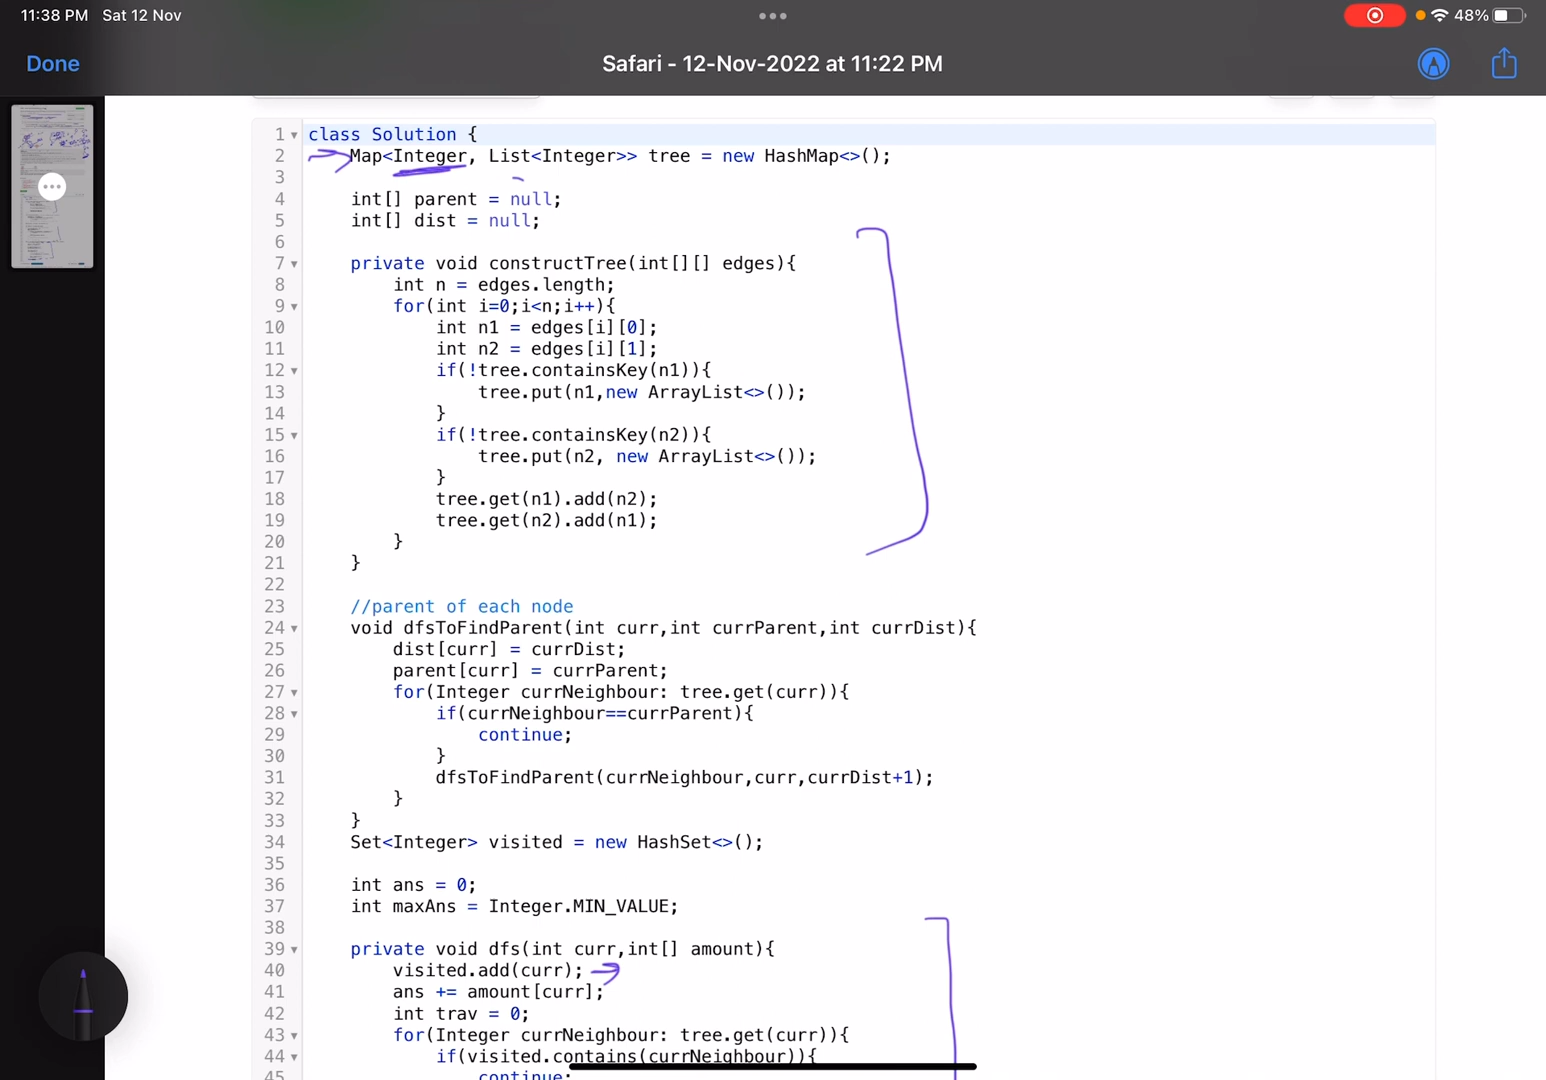 11:38 PM Sat 12 Nov
48%
Done
Safari - 12-Nov-2022 at 11:22 PM
1 class Solution {
2 Map<Integer, List<Integer>> tree = new HashMap<>();
3
4 int[] parent = null;
5 int[] dist = null;
6
7 private void constructTree(int[][] edges){
8 int n = edges.length;
9 for(int i=0;i<n;i++){
10 int n1 = edges[i][0];
11 int n2 = edges[i][1];
12 if(!tree.containsKey(n1)){
13 tree.put(n1,new ArrayList<>());
14 }
15 if(!tree.containsKey(n2)){
16 tree.put(n2, new ArrayList<>());
17 }
18 tree.get(n1).add(n2);
19 tree.get(n2).add(n1);
20 }
21 }
22
23 //parent of each node
24 void dfsToFindParent(int curr,int currParent,int currDist){
25 dist[curr] = currDist;
26 parent[curr] = currParent;
27 for(Integer currNeighbour: tree.get(curr)){
28 if(currNeighbour==currParent){
29 continue;
30 }
31 dfsToFindParent(currNeighbour,curr,currDist+1);
32 }
33 }
34 Set<Integer> visited = new HashSet<>();
35
36 int ans = 0;
37 int maxAns = Integer.MIN_VALUE;
38
39 private void dfs(int curr,int[] amount){
40 visited.add(curr);
41 ans += amount[curr];
42 int trav = 0;
43 for(Integer currNeighbour: tree.get(curr)){
44 if(visited.contains(currNeighbour)){
45 continue;